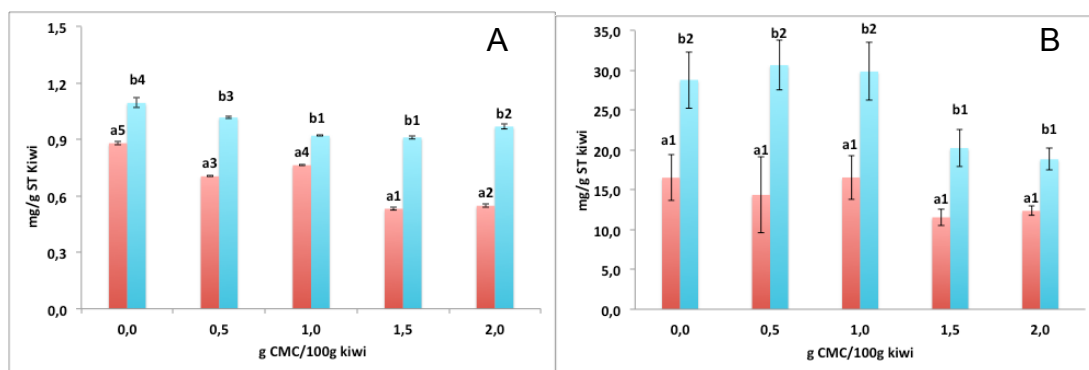 A
mg/g ST Kiwi
1,5
1,2
0,9
0,6
0,3
0,0
a5 b4
a3 b3
a4 b1
a1 b1
a2 b2
0,0 0,5 1,0 1,5 2,0
g CMC/100g kiwi
B
mg/g ST kiwi
35,0
30,0
25,0
20,0
15,0
10,0
5,0
0,0
a1 b2
a1 b2
a1 b2
a1 b1
a1 b1
0,0 0,5 1,0 1,5 2,0
g CMC/100g kiwi